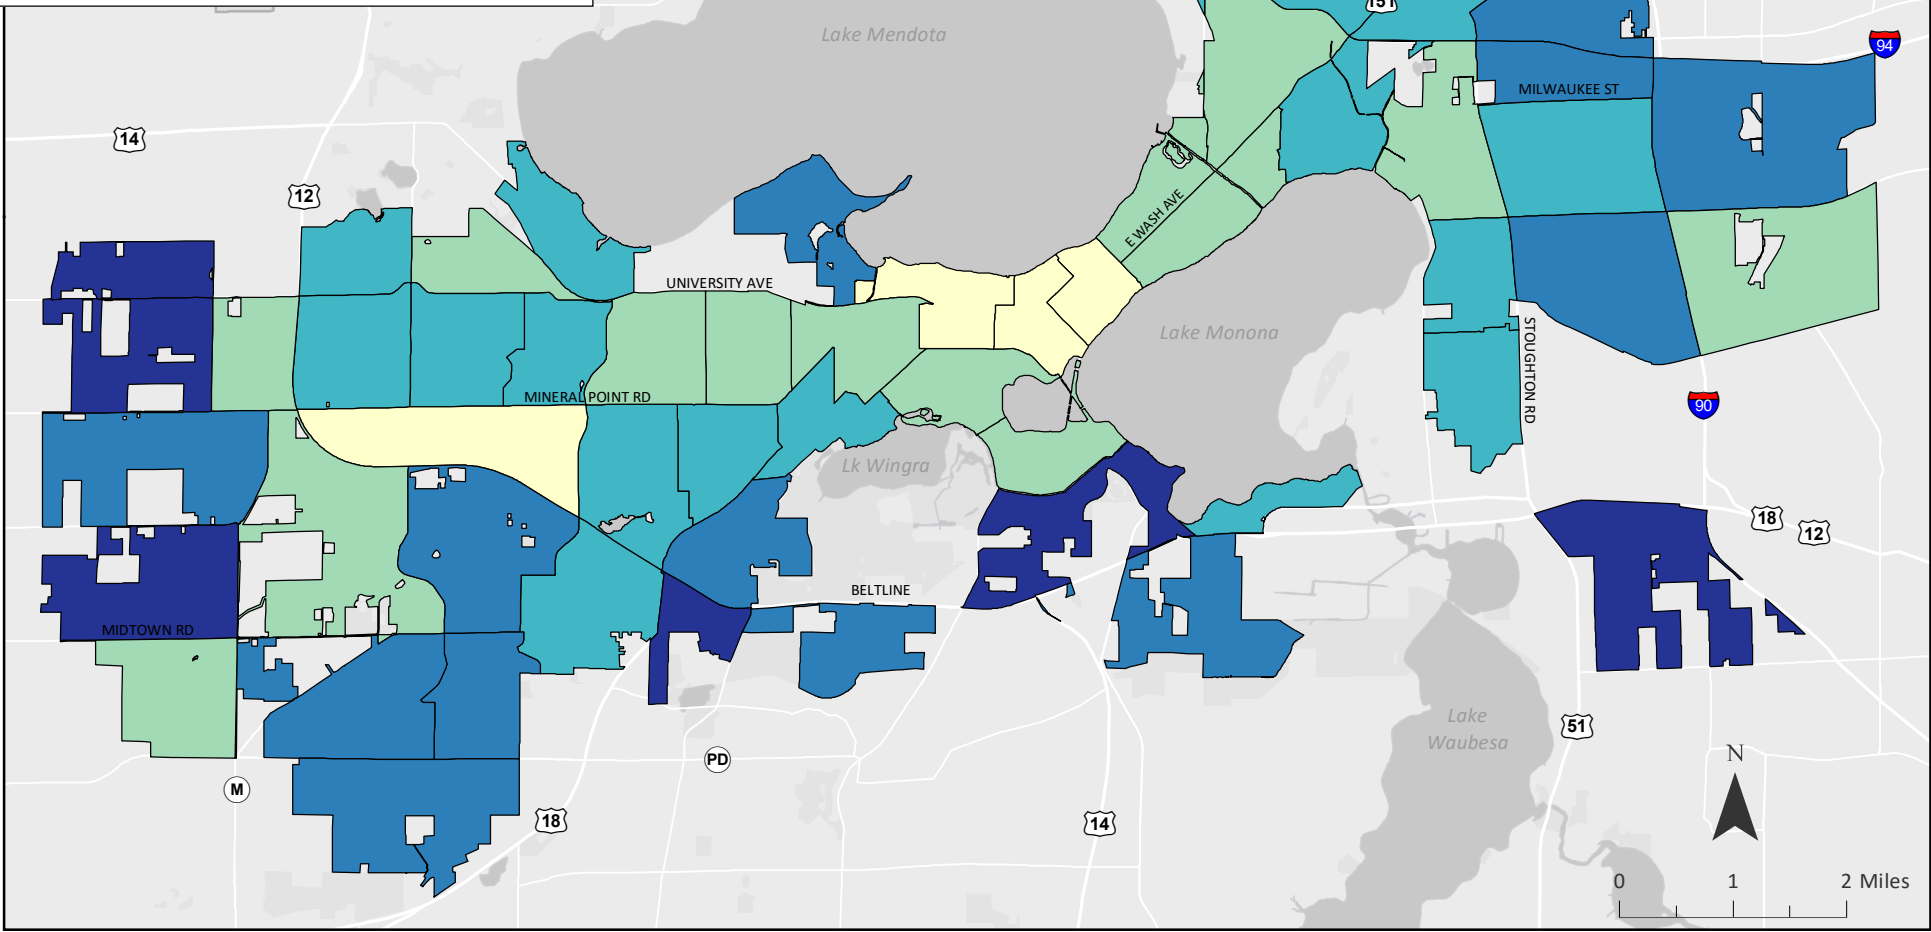 151
Lake Mendota
94
MILWAUKEE ST
14
12
E WASH AVE
UNIVERSITY AVE
Lake Monona
STOUGHTON RD
MINERAL POINT RD
90
Lk Wingra
18
12
BELTLINE
MIDTOWN RD
Lake
Waubesa
51
N
PD
M
18
14
0 1 2 Miles